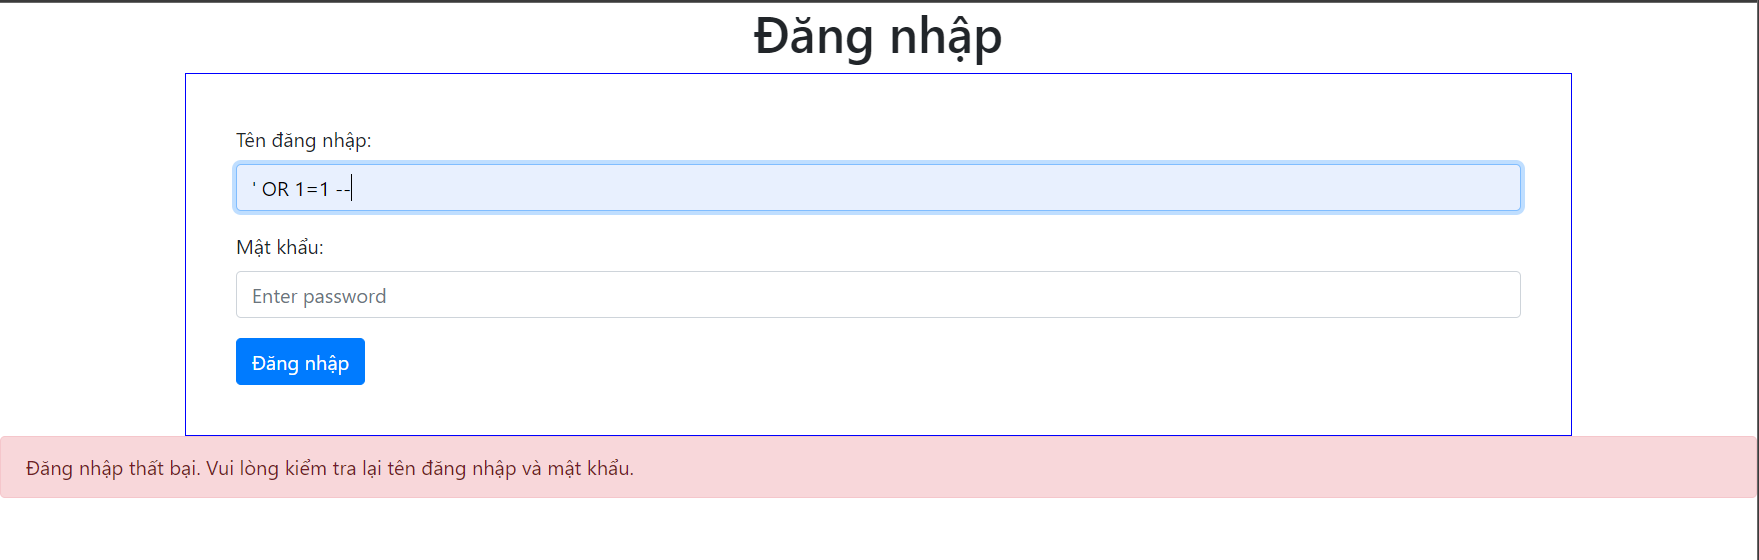 Đăng nhập
Tên đăng nhập:
' OR 1=1 --
Mật khẩu:
Enter password
Đăng nhập
Đăng nhập thất bại. Vui lòng kiểm tra lại tên đăng nhập và mật khẩu.